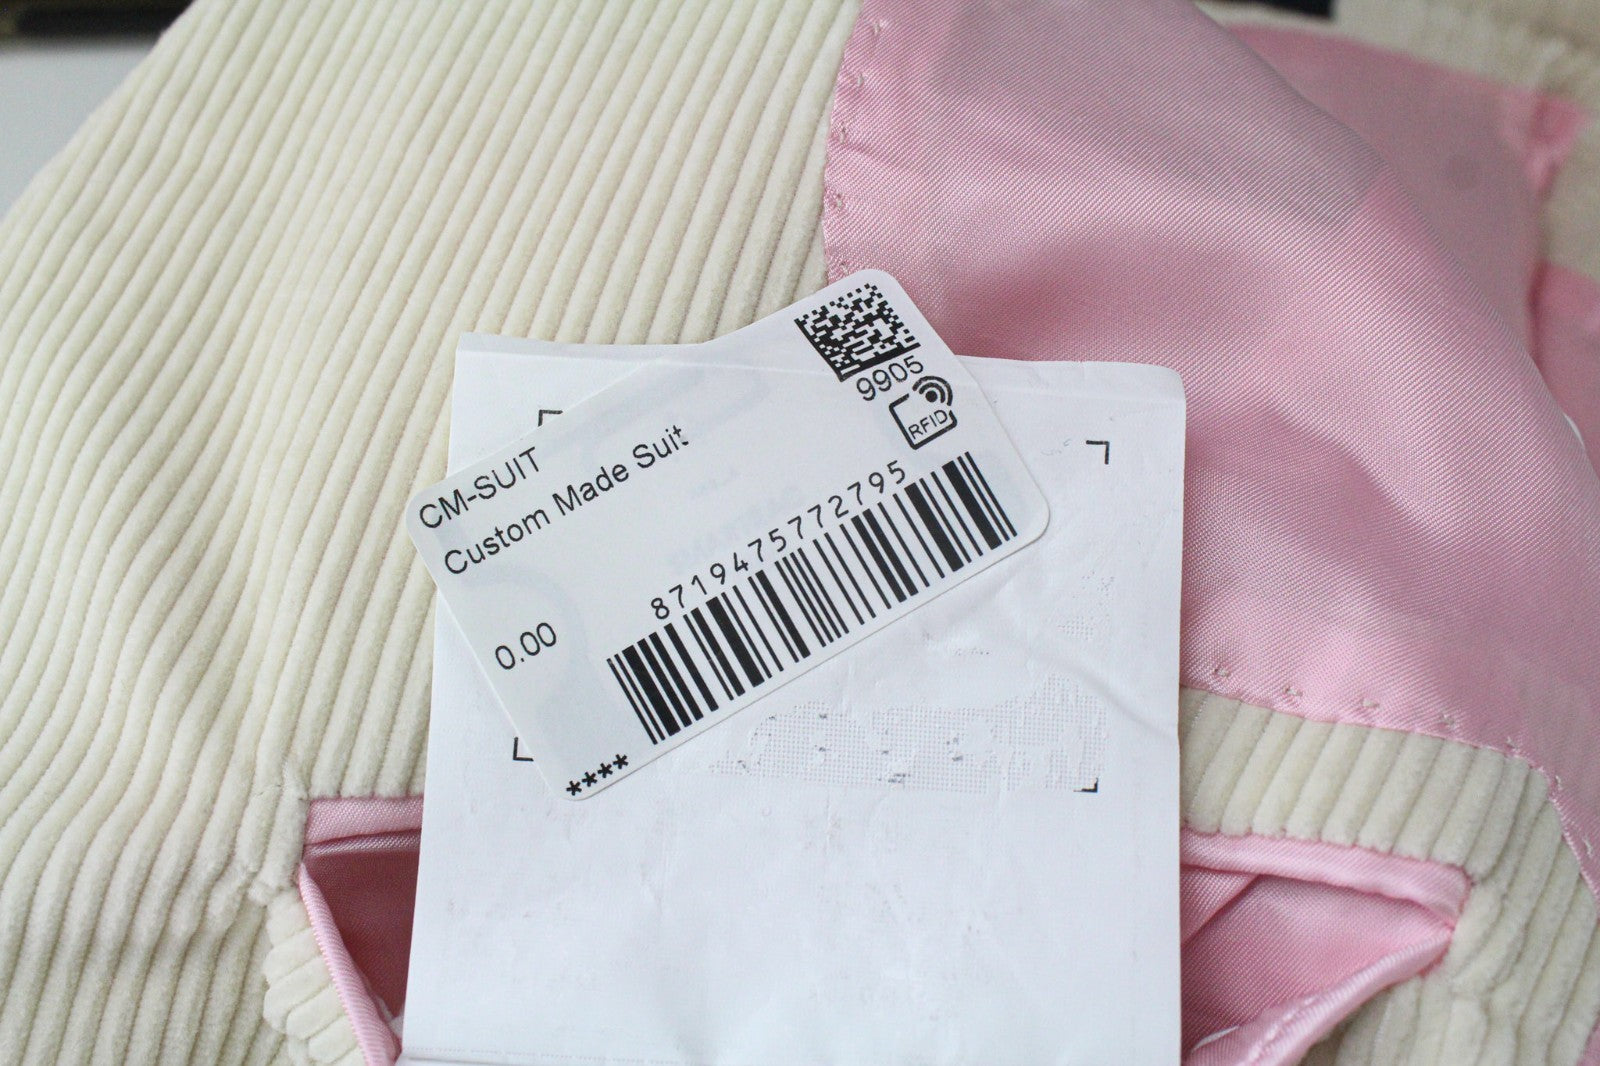 9905
RFID
CM-SUIT
Custom Made Suit
8719475772795
0.00
****